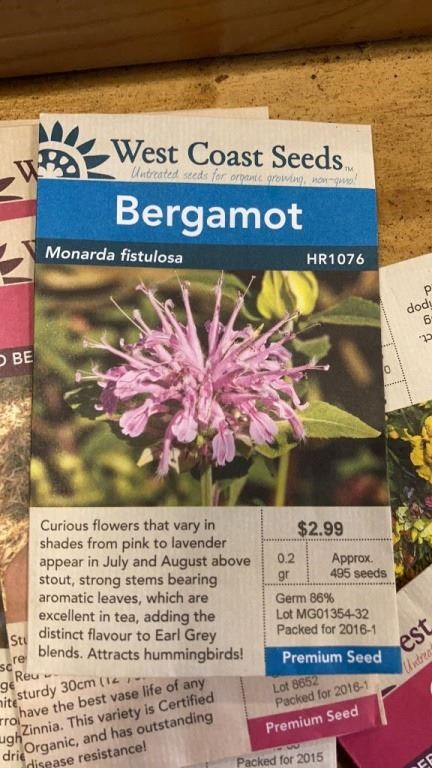 West Coast Seeds™
Untreated seeds for organic growing, non-gmo!
Bergamot
Monarda fistulosa HR1076
Curious flowers that vary in
shades from pink to lavender
appear in July and August above
stout, strong stems bearing
aromatic leaves, which are
excellent in tea, adding the
distinct flavour to Earl Grey
blends. Attracts hummingbirds!
$2.99
0.2
gr
Approx.
495 seeds
Germ 86%
Lot MG01354-32
Packed for 2016-1
Premium Seed
sturdy 30cm (12"
have the best vase life of any
Zinnia. This variety is Certified
Organic, and has outstanding
disease resistance!
Lot 8652
Packed for 2016-1
Premium Seed
Packed for 2015